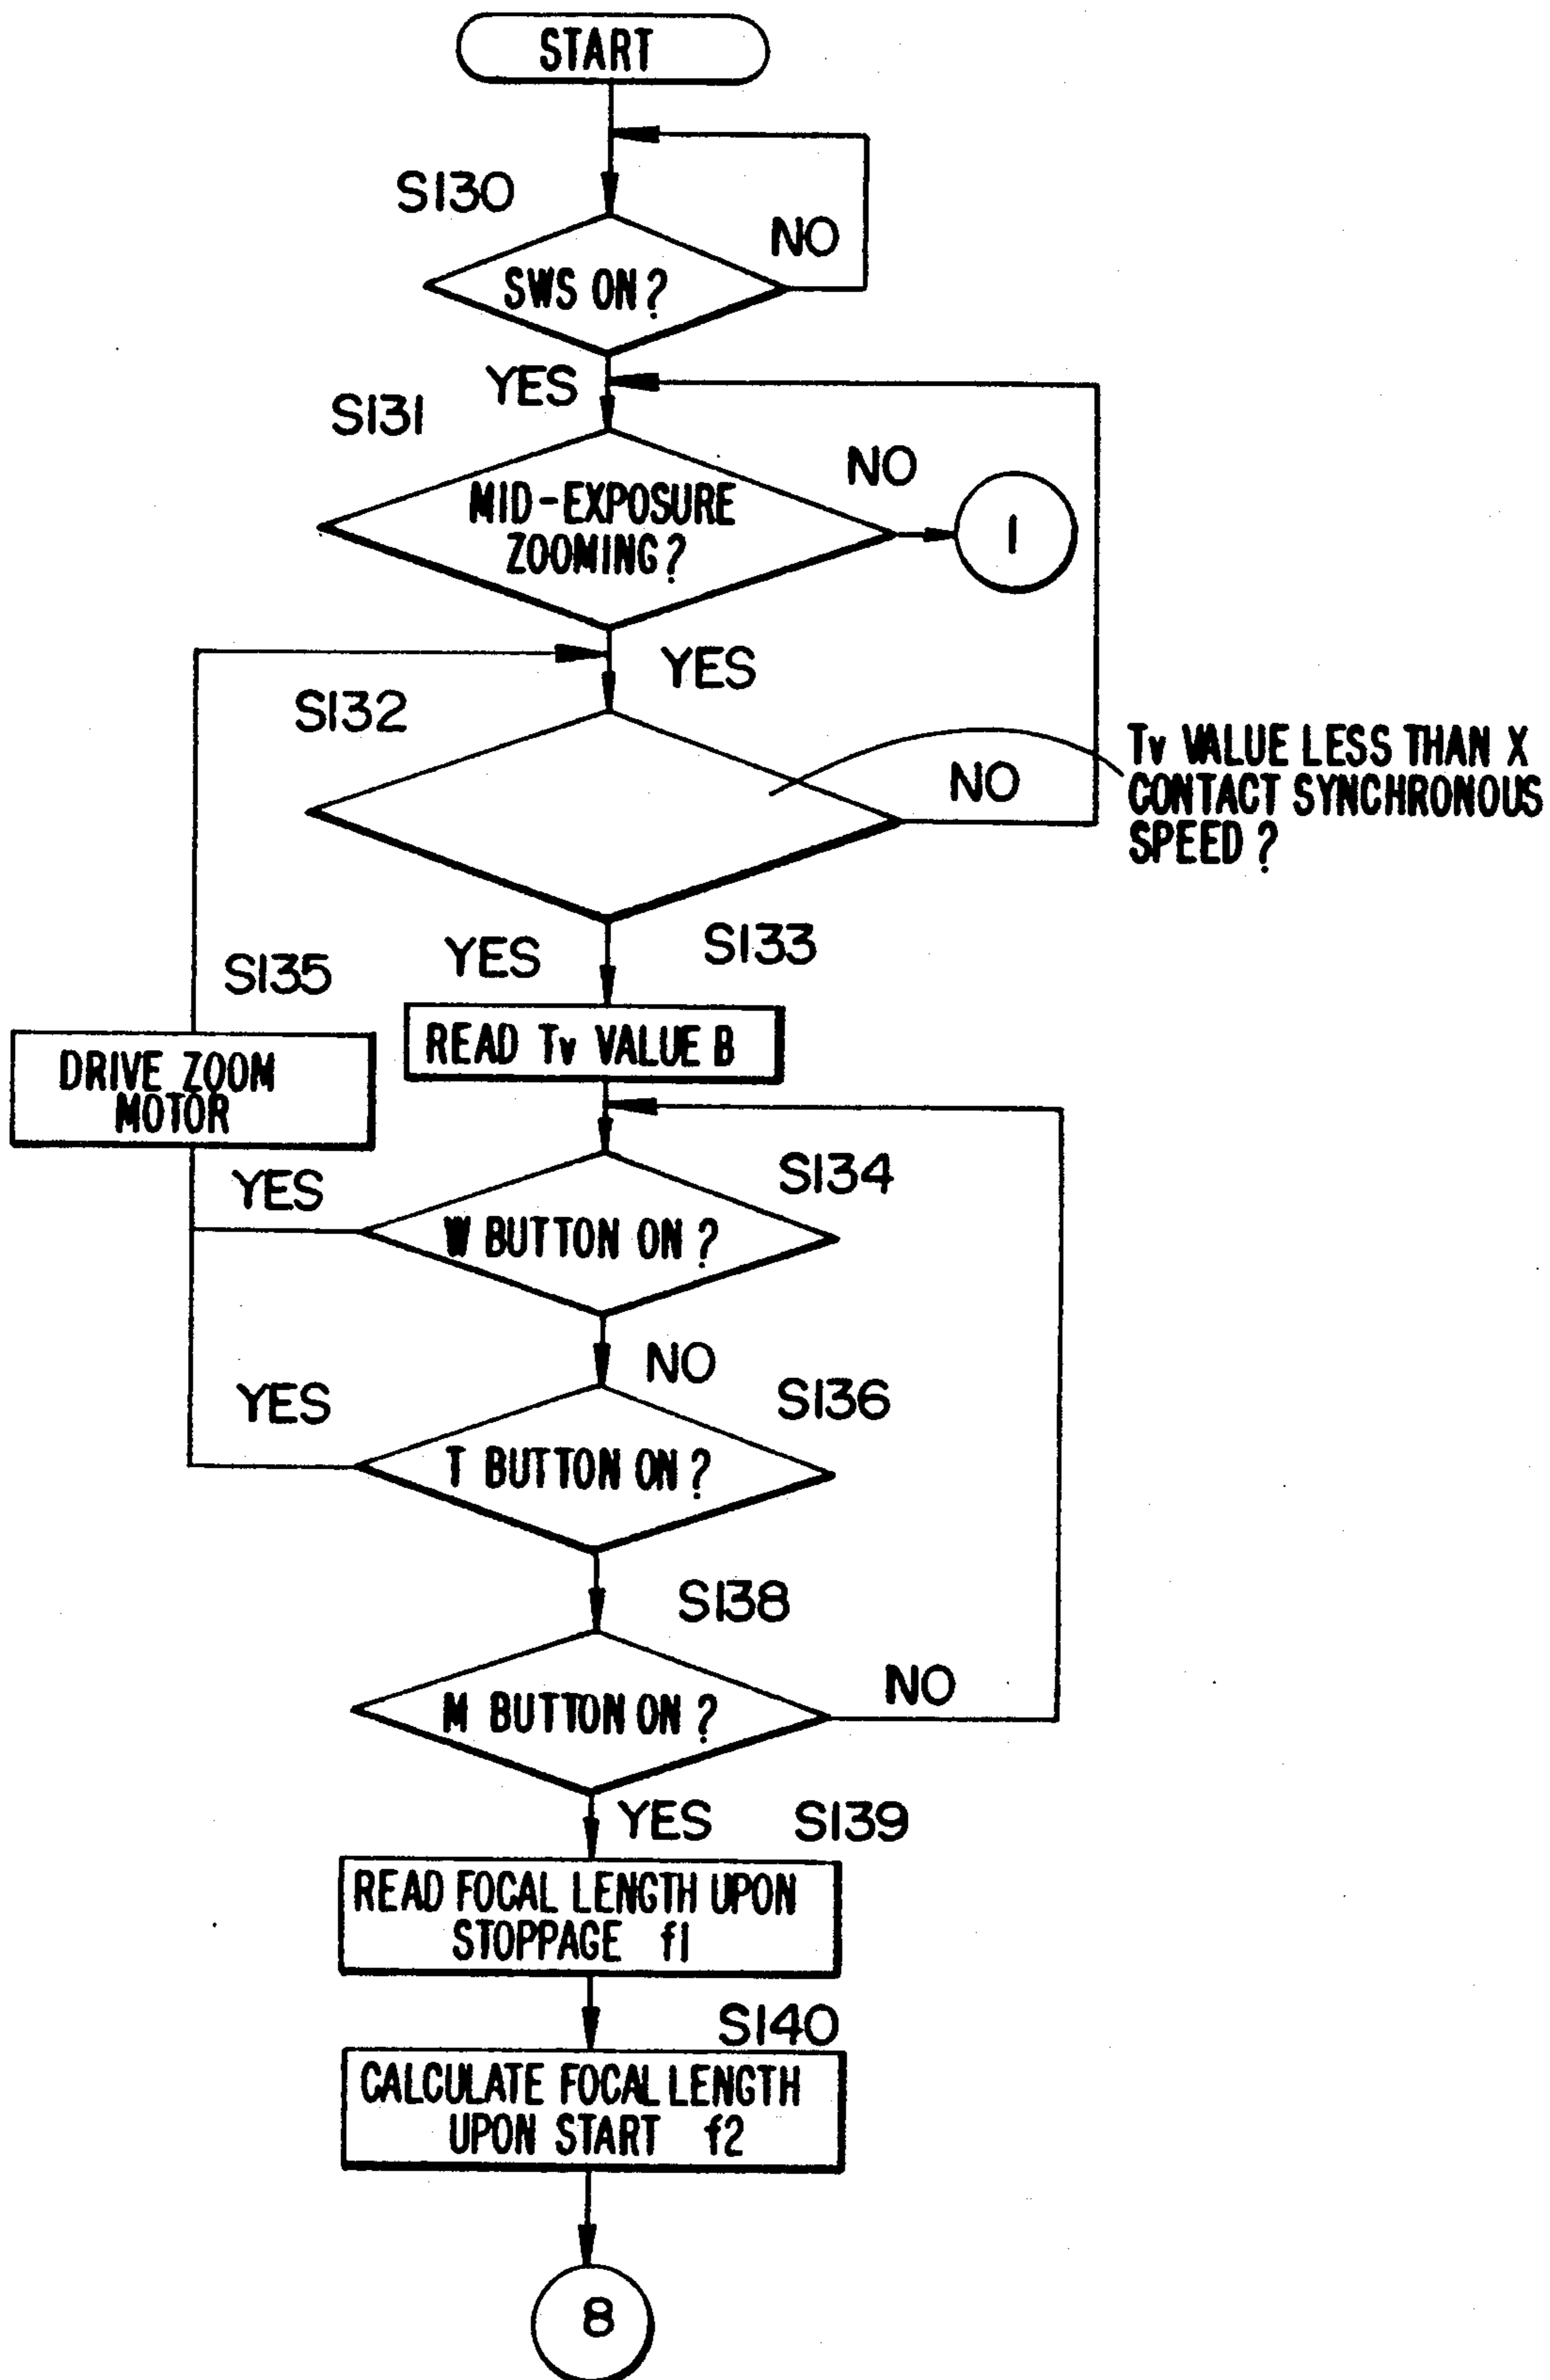 START
S130
NO
SWS ON?
YES
S131
NO
MID-EXPOSURE
ZOOMING?
1
YES
S132
Tv VALUE LESS THAN X
CONTACT SYNCHRONOUS
SPEED?
NO
YES
S133
S135
READ Tv VALUE B
DRIVE ZOOM
MOTOR
YES
S134
W BUTTON ON?
NO
YES
S136
T BUTTON ON?
S138
M BUTTON ON?
NO
YES
S139
READ FOCAL LENGTH UPON
STOPPAGE f1
S140
CALCULATE FOCAL LENGTH
UPON START f2
8